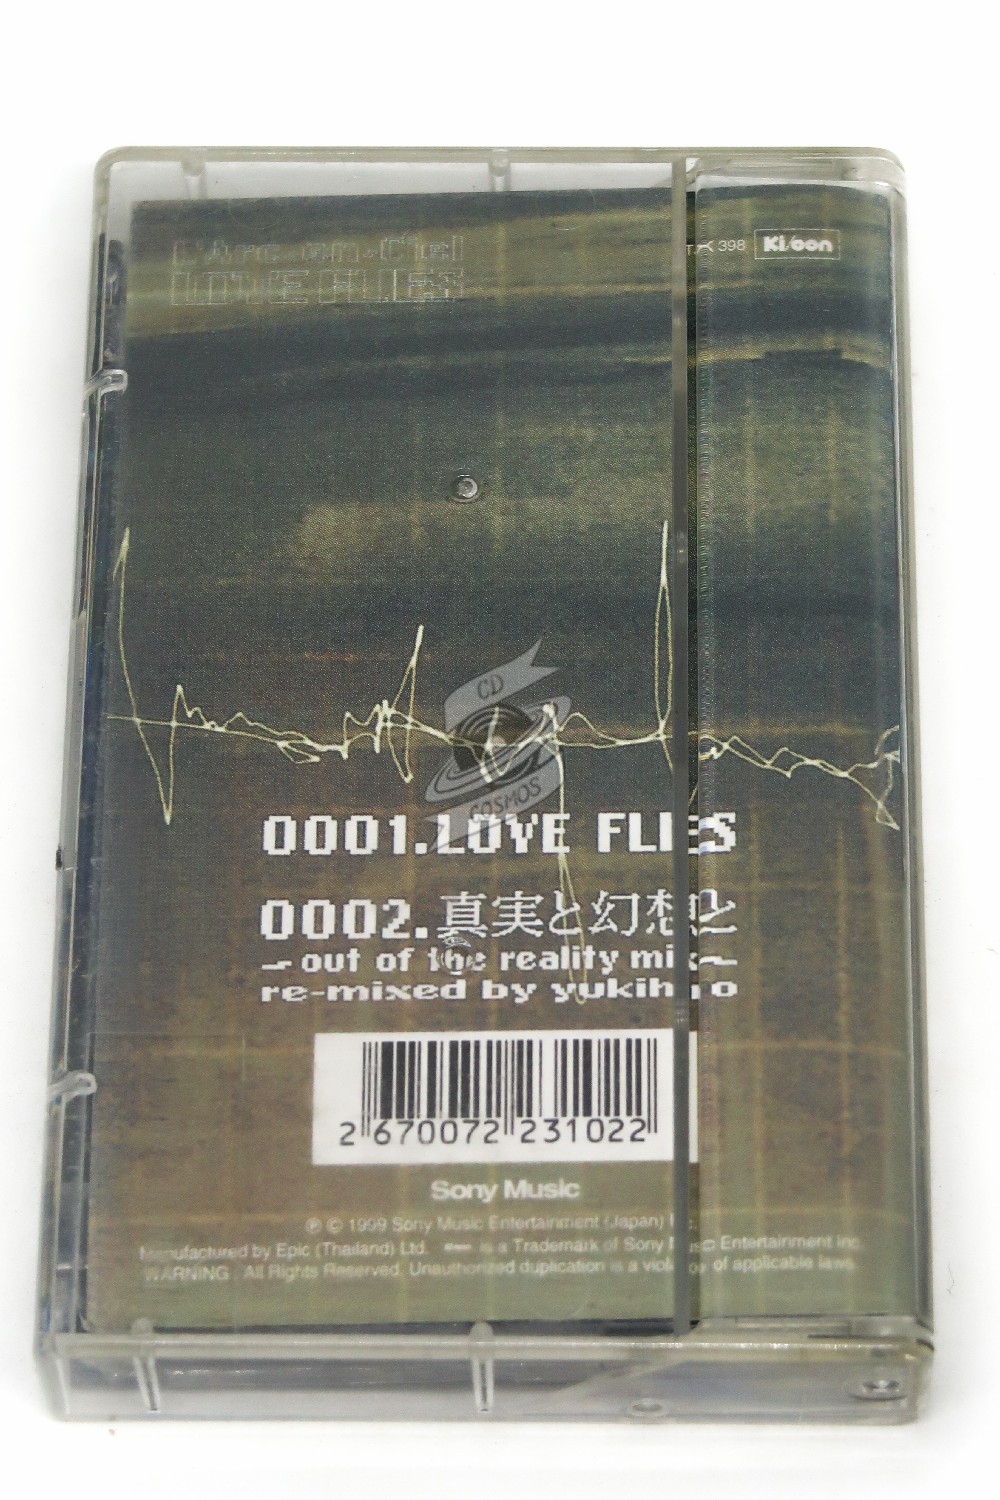 L'Arc-en-Ciel
LOVE FLIES
398 Ki/oon
CD
COSMOS
0001.LOVE FLIES
0002.真実と幻想と
~out of the reality mix~
re-mixed by yukihiro
2 670072 231022
Sony Music
℗ © 1999 Sony Music Entertainment (Japan) Inc.
Manufactured by Epic (Thailand) Ltd. is a Trademark of Sony Music Entertainment Inc.
WARNING : All Rights Reserved. Unauthorized duplication is a violation of applicable laws.